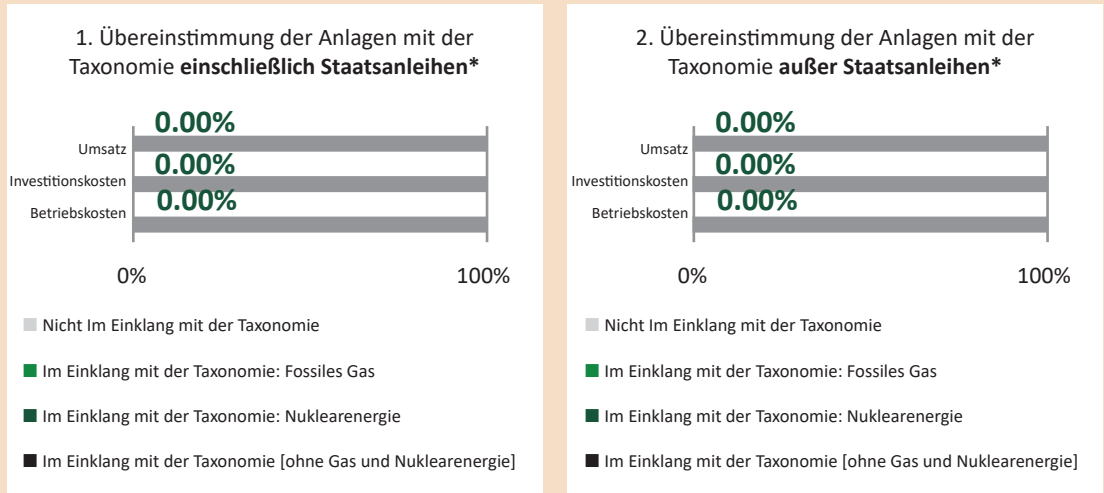 1. Übereinstimmung der Anlagen mit der
Taxonomie einschließlich Staatsanleihen*
0.00%
Umsatz
0.00%
Investitionskosten
0.00%
Betriebskosten
0%
100%
Nicht Im Einklang mit der Taxonomie
Im Einklang mit der Taxonomie: Fossiles Gas
Im Einklang mit der Taxonomie: Nuklearenergie
Im Einklang mit der Taxonomie [ohne Gas und Nuklearenergie]
2. Übereinstimmung der Anlagen mit der
Taxonomie außer Staatsanleihen*
0.00%
Umsatz
0.00%
Investitionskosten
0.00%
Betriebskosten
0%
100%
Nicht Im Einklang mit der Taxonomie
Im Einklang mit der Taxonomie: Fossiles Gas
Im Einklang mit der Taxonomie: Nuklearenergie
Im Einklang mit der Taxonomie [ohne Gas und Nuklearenergie]